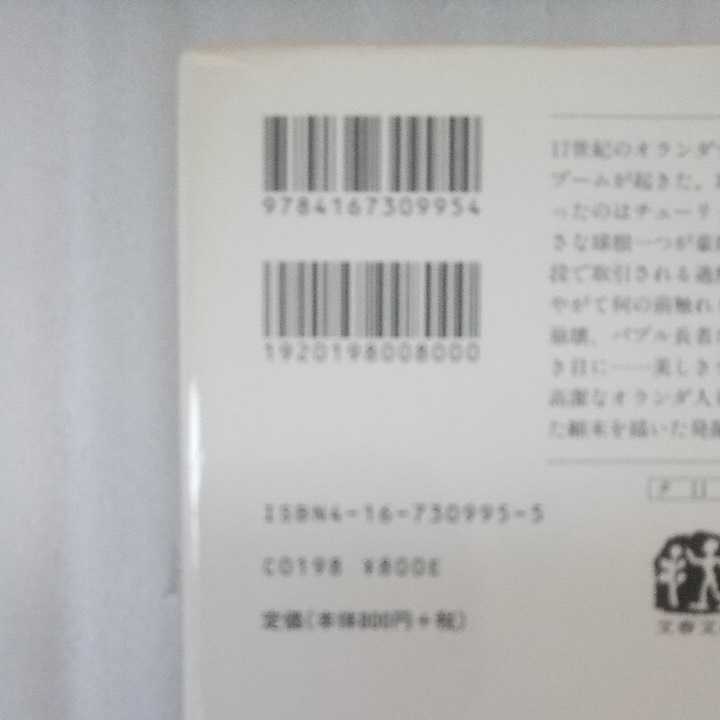 9784167309954
1920198008000
ISBN4-16-730995-5
C0198 ¥800E
定価(本体800円+税)
17世紀のオランダ
ブームが起きた。
ったのはチューリ
さな球根一つが豪
段で取引される過
やがて何の前触れ
崩壊、バブル長者
き目に——美しき
高潔なオランダ人
た顚末を描いた発
文春文